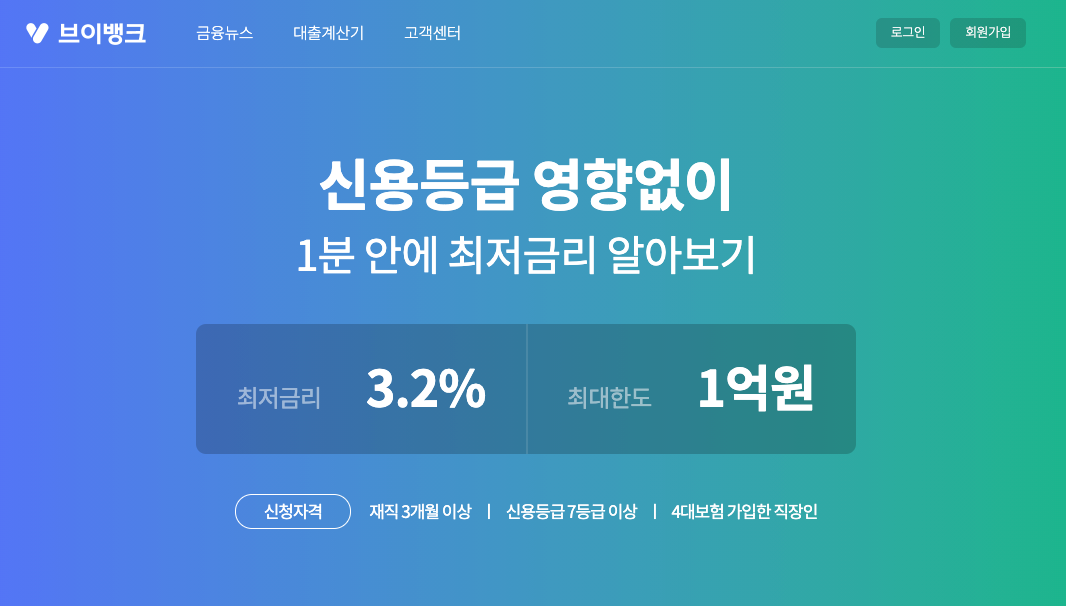 브이뱅크 금융뉴스 대출계산기 고객센터 로그인 회원가입
신용등급 영향없이
1분 안에 최저금리 알아보기
최저금리 3.2% 최대한도 1억원
신청자격 재직 3개월 이상 | 신용등급 7등급 이상 | 4대보험 가입한 직장인